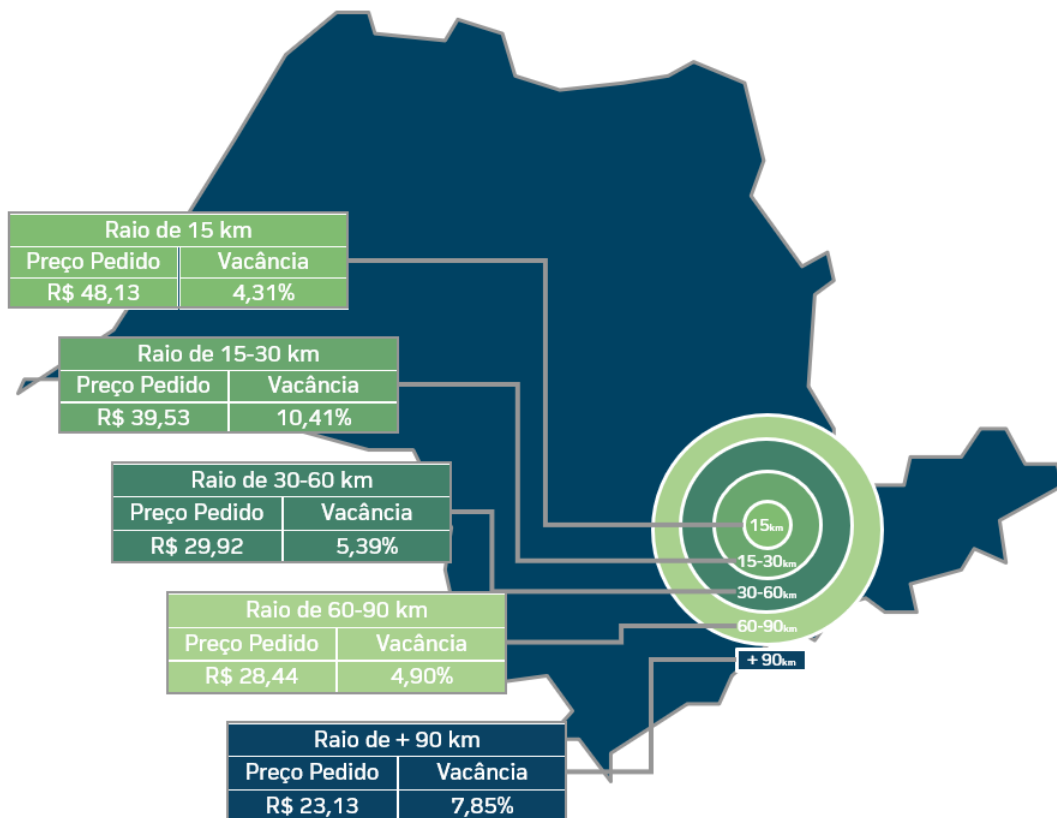 Raio de 15 km
Preço Pedido Vacância
R$ 48,13 4,31%
Raio de 15-30 km
Preço Pedido Vacância
R$ 39,53 10,41%
Raio de 30-60 km
Preço Pedido Vacância
R$ 29,92 5,39%
Raio de 60-90 km
Preço Pedido Vacância
R$ 28,44 4,90%
Raio de + 90 km
Preço Pedido Vacância
R$ 23,13 7,85%
15km
15-30km
30-60km
60-90km
+ 90km